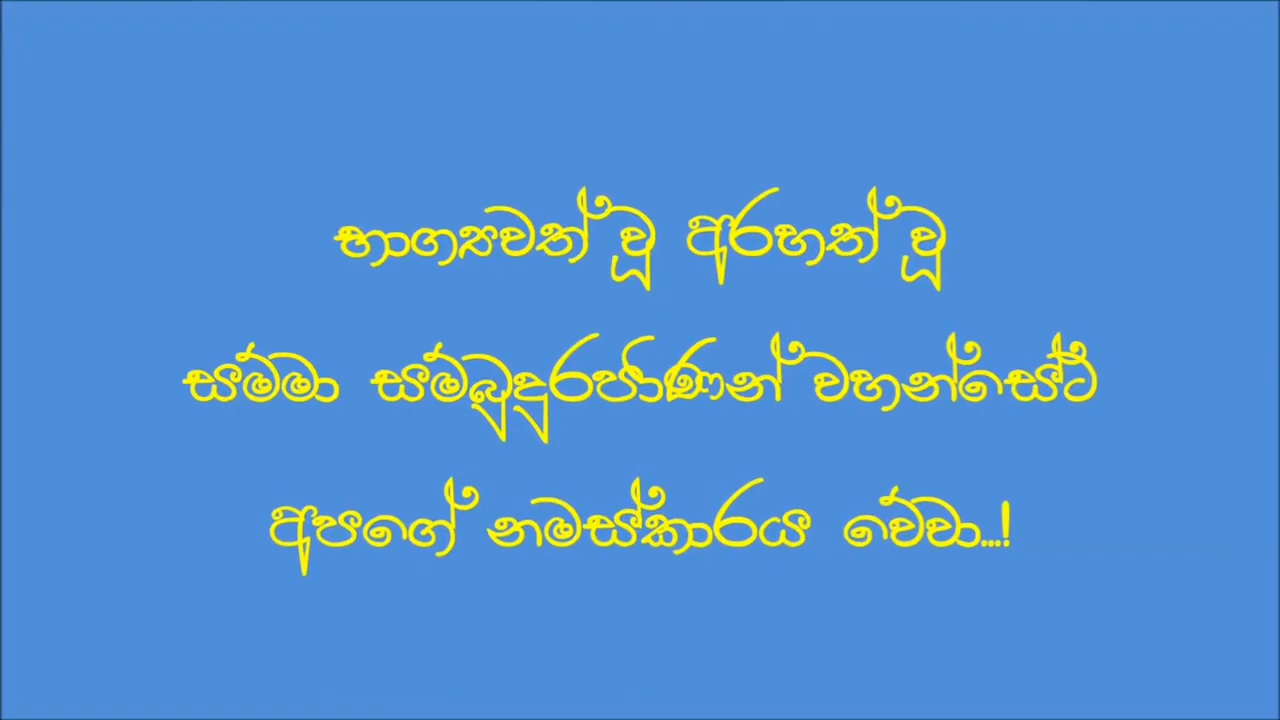 භාග්‍යවත් වූ අරහත් වූ
සම්මා සම්බුදුරජාණන් වහන්සේට
අපගේ නමස්කාරය වේවා...!